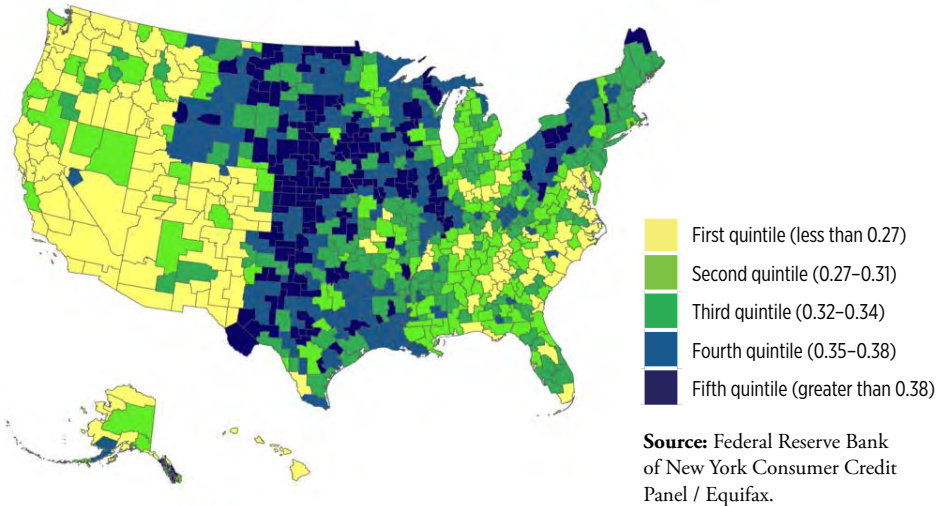 First quintile (less than 0.27)
Second quintile (0.27–0.31)
Third quintile (0.32–0.34)
Fourth quintile (0.35–0.38)
Fifth quintile (greater than 0.38)
Source: Federal Reserve Bank
of New York Consumer Credit
Panel / Equifax.